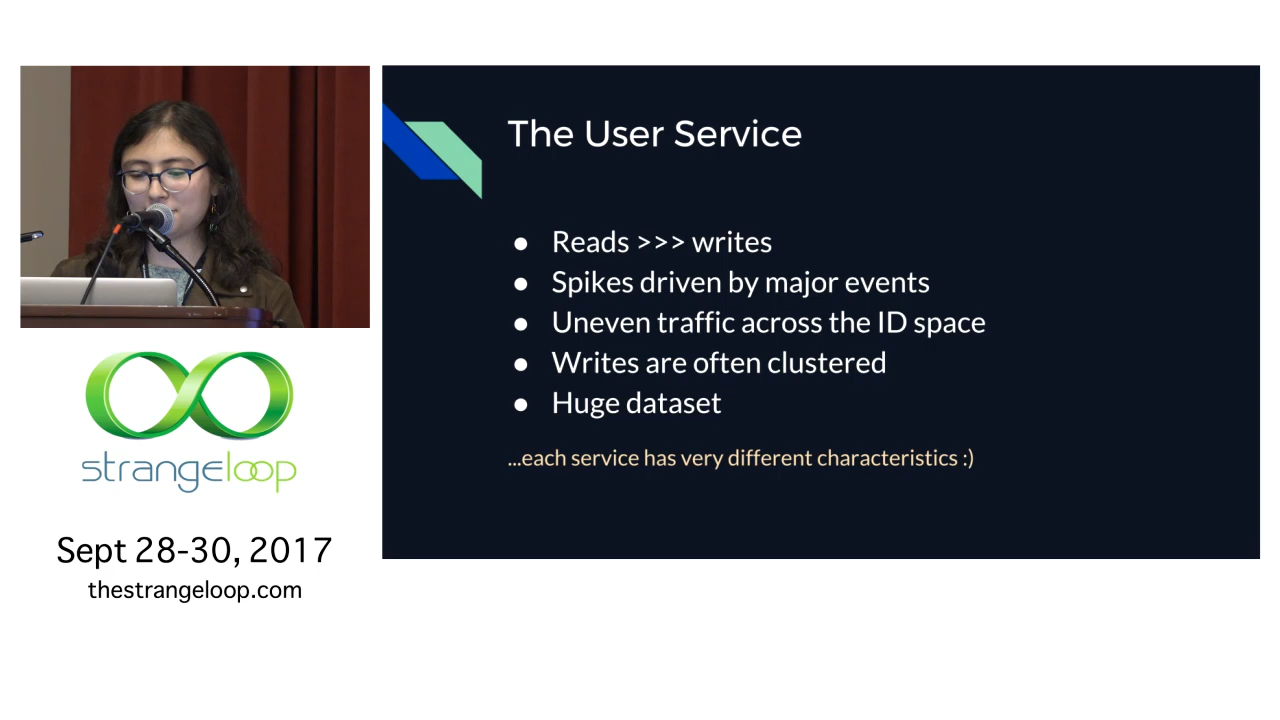 The User Service
● Reads >>> writes
● Spikes driven by major events
● Uneven traffic across the ID space
● Writes are often clustered
● Huge dataset
...each service has very different characteristics :)
strangeloop
Sept 28-30, 2017
thestrangeloop.com